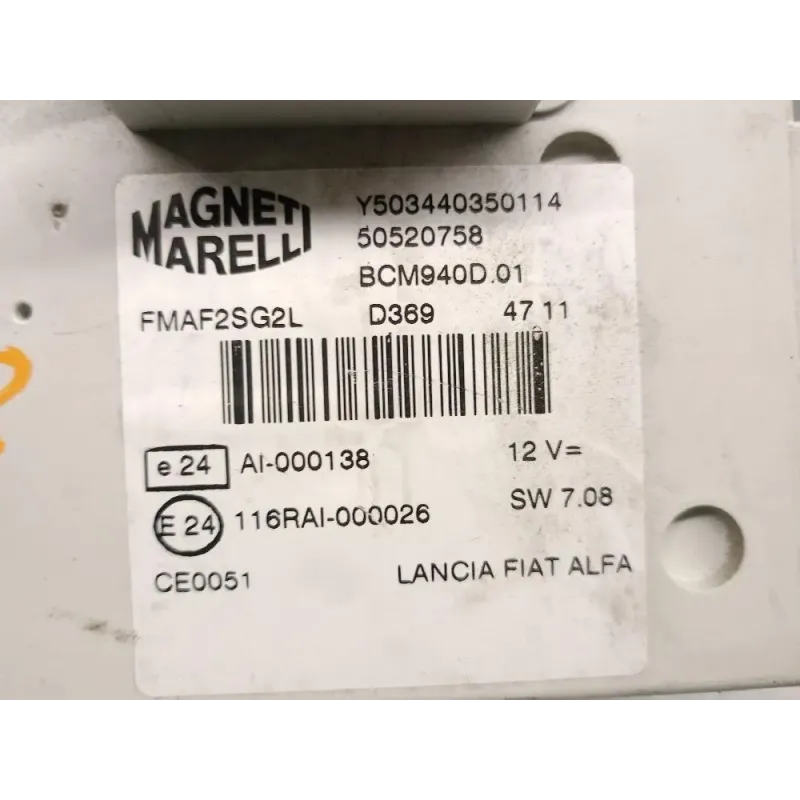 MAGNETI
MARELLI
Y503440350114
50520758
BCM940D.01
FMAF2SG2L D369 47 11
e 24 AI-000138 12 V=
E 24 116RAI-000026 SW 7.08
CE0051 LANCIA FIAT ALFA